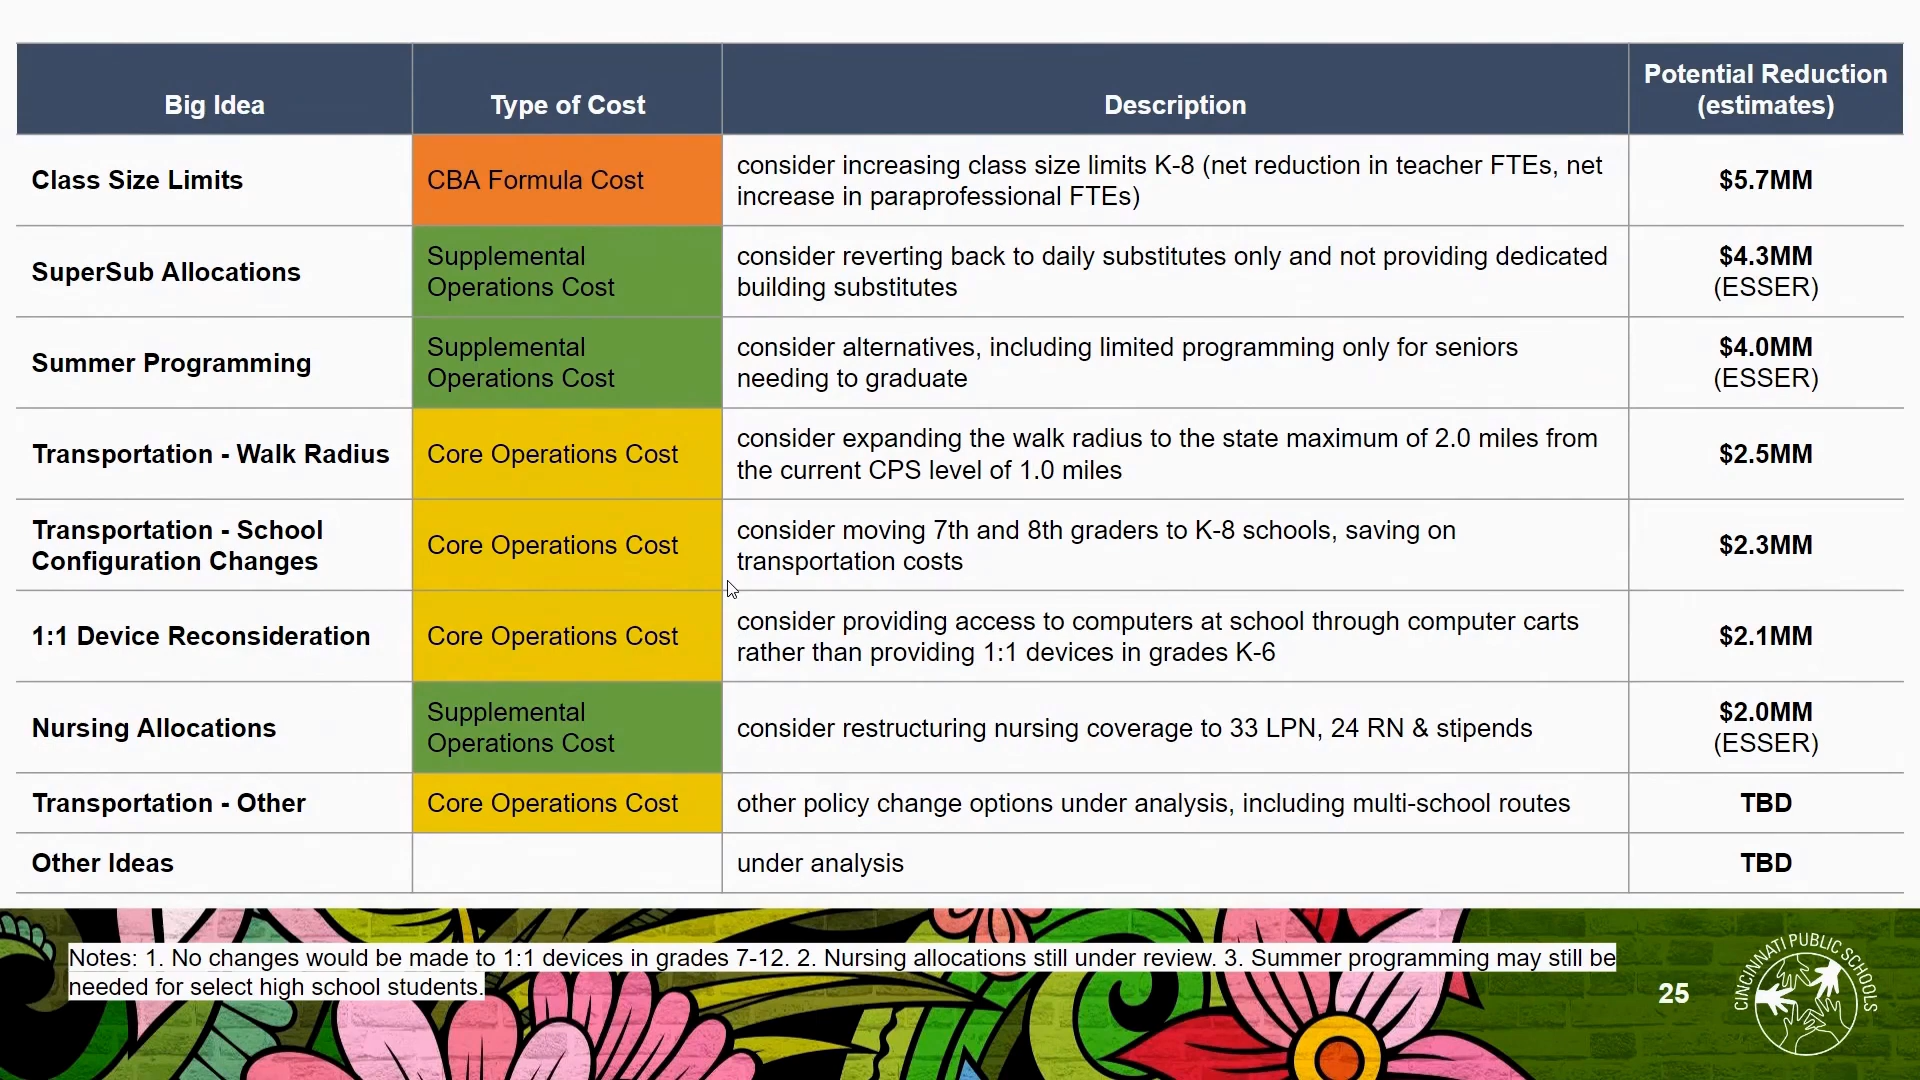 Big Idea
Type of Cost
Description
Potential Reduction
(estimates)
Class Size Limits
CBA Formula Cost
consider increasing class size limits K-8 (net reduction in teacher FTEs, net
increase in paraprofessional FTEs)
$5.7MM
SuperSub Allocations
Supplemental
Operations Cost
consider reverting back to daily substitutes only and not providing dedicated
building substitutes
$4.3MM
(ESSER)
Summer Programming
Supplemental
Operations Cost
consider alternatives, including limited programming only for seniors
needing to graduate
$4.0MM
(ESSER)
Transportation - Walk Radius
Core Operations Cost
consider expanding the walk radius to the state maximum of 2.0 miles from
the current CPS level of 1.0 miles
$2.5MM
Transportation - School
Configuration Changes
Core Operations Cost
consider moving 7th and 8th graders to K-8 schools, saving on
transportation costs
$2.3MM
1:1 Device Reconsideration
Core Operations Cost
consider providing access to computers at school through computer carts
rather than providing 1:1 devices in grades K-6
$2.1MM
Nursing Allocations
Supplemental
Operations Cost
consider restructuring nursing coverage to 33 LPN, 24 RN & stipends
$2.0MM
(ESSER)
Transportation - Other
Core Operations Cost
other policy change options under analysis, including multi-school routes
TBD
Other Ideas
under analysis
TBD
Notes: 1. No changes would be made to 1:1 devices in grades 7-12. 2. Nursing allocations still under review. 3. Summer programming may still be
needed for select high school students.
25
CINCINNATI PUBLIC SCHOOLS